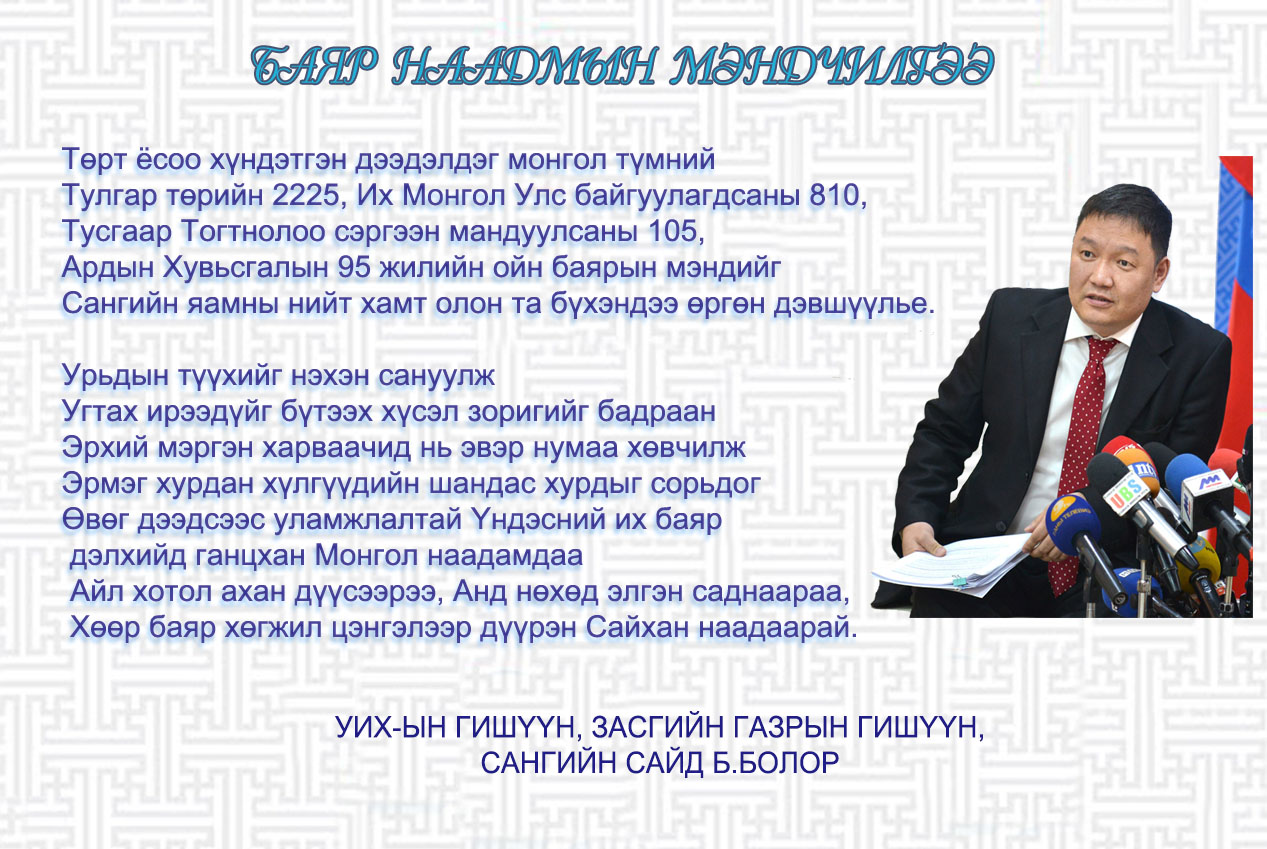 БАЯР НААДМЫН МЭНДЧИЛГЭЭ
Төрт ёсоо хүндэтгэн дээдэлдэг монгол түмний
Тулгар төрийн 2225, Их Монгол Улс байгуулагдсаны 810,
Тусгаар Тогтнолоо сэргээн мандуулсаны 105,
Ардын Хувьсгалын 95 жилийн ойн баярын мэндийг
Сангийн яамны нийт хамт олон та бүхэндээ өргөн дэвшүүлье.
Урьдын түүхийг нэхэн сануулж
Угтах ирээдүйг бүтээх хүсэл зоригийг бадраан
Эрхий мэргэн харваачид нь эвэр нумаа хөвчилж
Эрмэг хурдан хүлгүүдийн шандас хурдыг сорьдог
Өвөг дээдсээс уламжлалтай Үндэсний их баяр
дэлхийд ганцхан Монгол наадамдаа
Айл хотол ахан дүүсээрээ, Анд нөхөд элгэн саднаараа,
Хөөр баяр хөгжил цэнгэлээр дүүрэн Сайхан наадаарай.
УИХ-ЫН ГИШҮҮН, ЗАСГИЙН ГАЗРЫН ГИШҮҮН,
САНГИЙН САЙД Б.БОЛОР
UBS